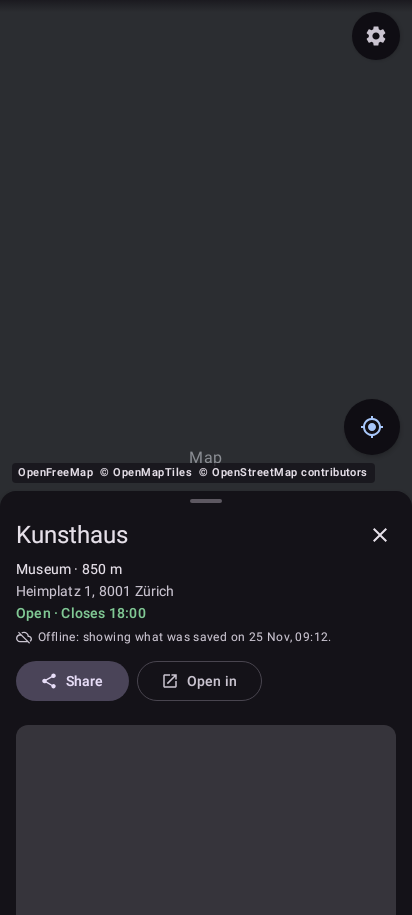 Map
OpenFreeMap © OpenMapTiles © OpenStreetMap contributors
Kunsthaus
Museum · 850 m
Heimplatz 1, 8001 Zürich
Open · Closes 18:00
Offline: showing what was saved on 25 Nov, 09:12.
Share
Open in